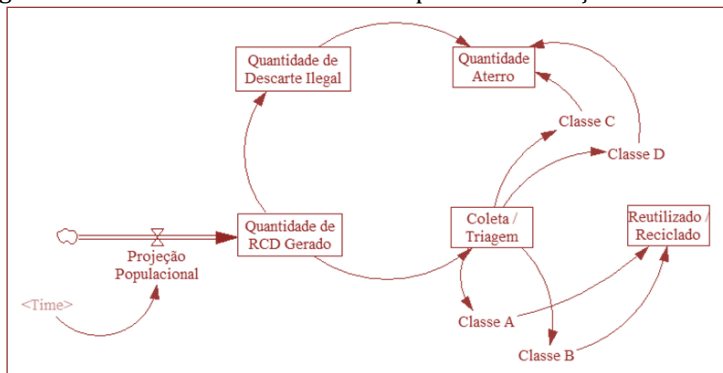 Quantidade de
Descarte Ilegal
Quantidade
Aterro
Classe C
Classe D
Quantidade de
RCD Gerado
Coleta /
Triagem
Reutilizado /
Reciclado
Projeção
Populacional
<Time>
Classe A
Classe B